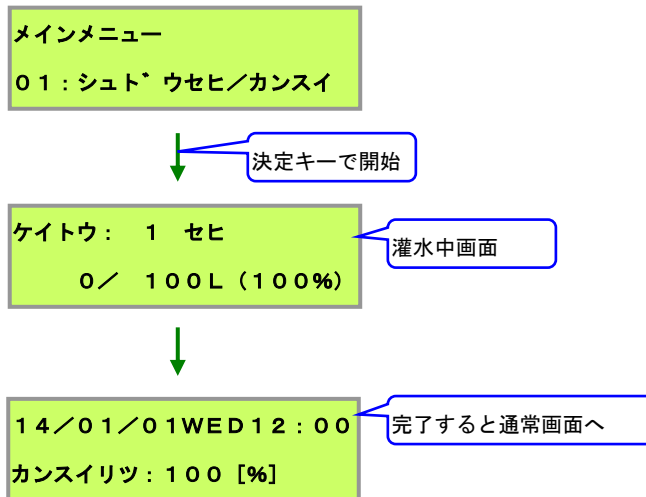 メインメニュー
０１：シュト゛ウセヒ／カンスイ
決定キーで開始
ケイトウ：　１　セヒ
０／　１００Ｌ（１００％）
灌水中画面
１４／０１／０１ＷＥＤ１２：００
カンスイリツ：１００［％］
完了すると通常画面へ